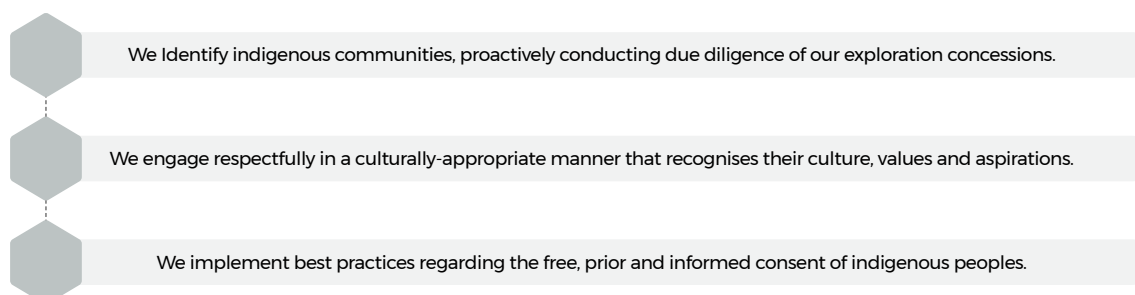 We Identify indigenous communities, proactively conducting due diligence of our exploration concessions.
We engage respectfully in a culturally-appropriate manner that recognises their culture, values and aspirations.
We implement best practices regarding the free, prior and informed consent of indigenous peoples.